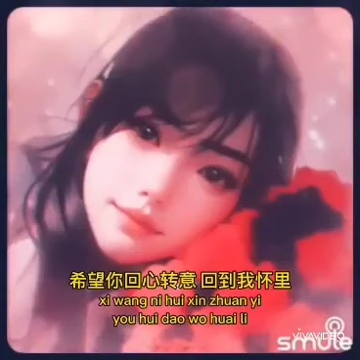 希望你回心转意 回到我怀里
xi wang ni hui xin zhuan yi
you hui dao wo huai li
VIVAVIDEO
smule